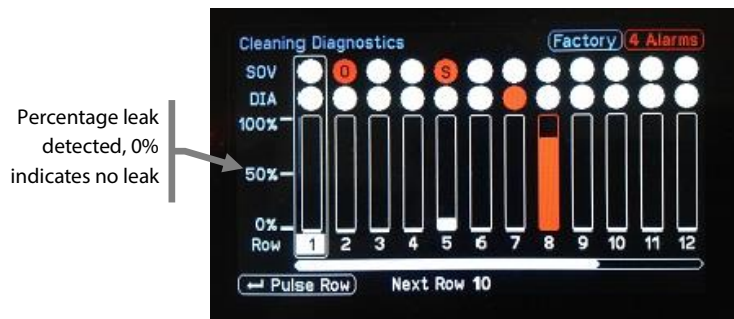 Cleaning Diagnostics Factory 4 Alarms
SOV O S
DIA
100%
Percentage leak
detected, 0%
indicates no leak
50%
0%
Row 1 2 3 4 5 6 7 8 9 10 11 12
↵ Pulse Row Next Row 10